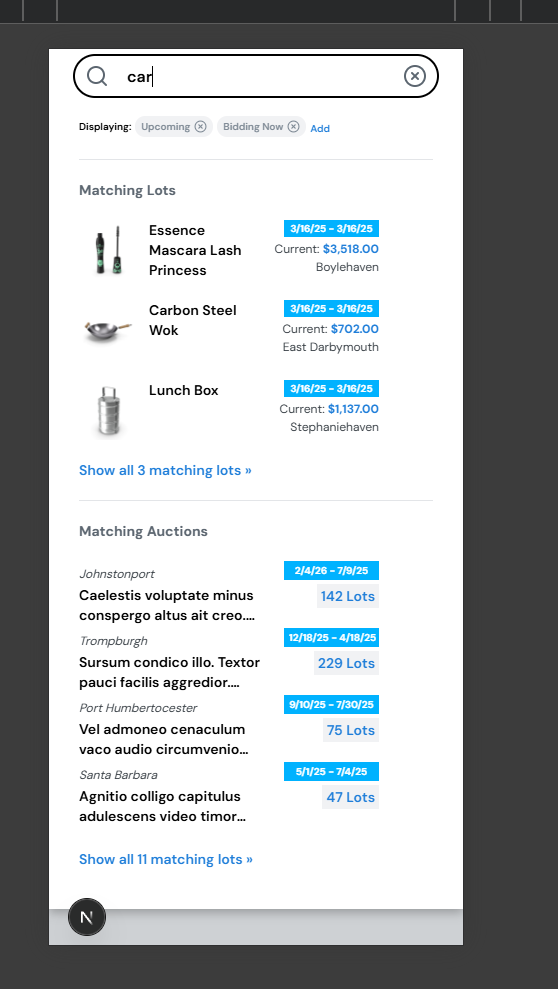 car
Displaying: Upcoming Bidding Now Add
Matching Lots
Essence
Mascara Lash
Princess
3/16/25 - 3/16/25
Current: $3,518.00
Boylehaven
Carbon Steel
Wok
3/16/25 - 3/16/25
Current: $702.00
East Darbymouth
Lunch Box
3/16/25 - 3/16/25
Current: $1,137.00
Stephaniehaven
Show all 3 matching lots »
Matching Auctions
Johnstonport
Caelestis voluptate minus
conspergo altus ait creo....
2/4/26 - 7/9/25
142 Lots
Trompburgh
Sursum condico illo. Textor
pauci facilis aggredior....
12/18/25 - 4/18/25
229 Lots
Port Humbertocester
Vel admoneo cenaculum
vaco audio circumvenio...
9/10/25 - 7/30/25
75 Lots
Santa Barbara
Agnitio colligo capitulus
adulescens video timor...
5/1/25 - 7/4/25
47 Lots
Show all 11 matching lots »
N